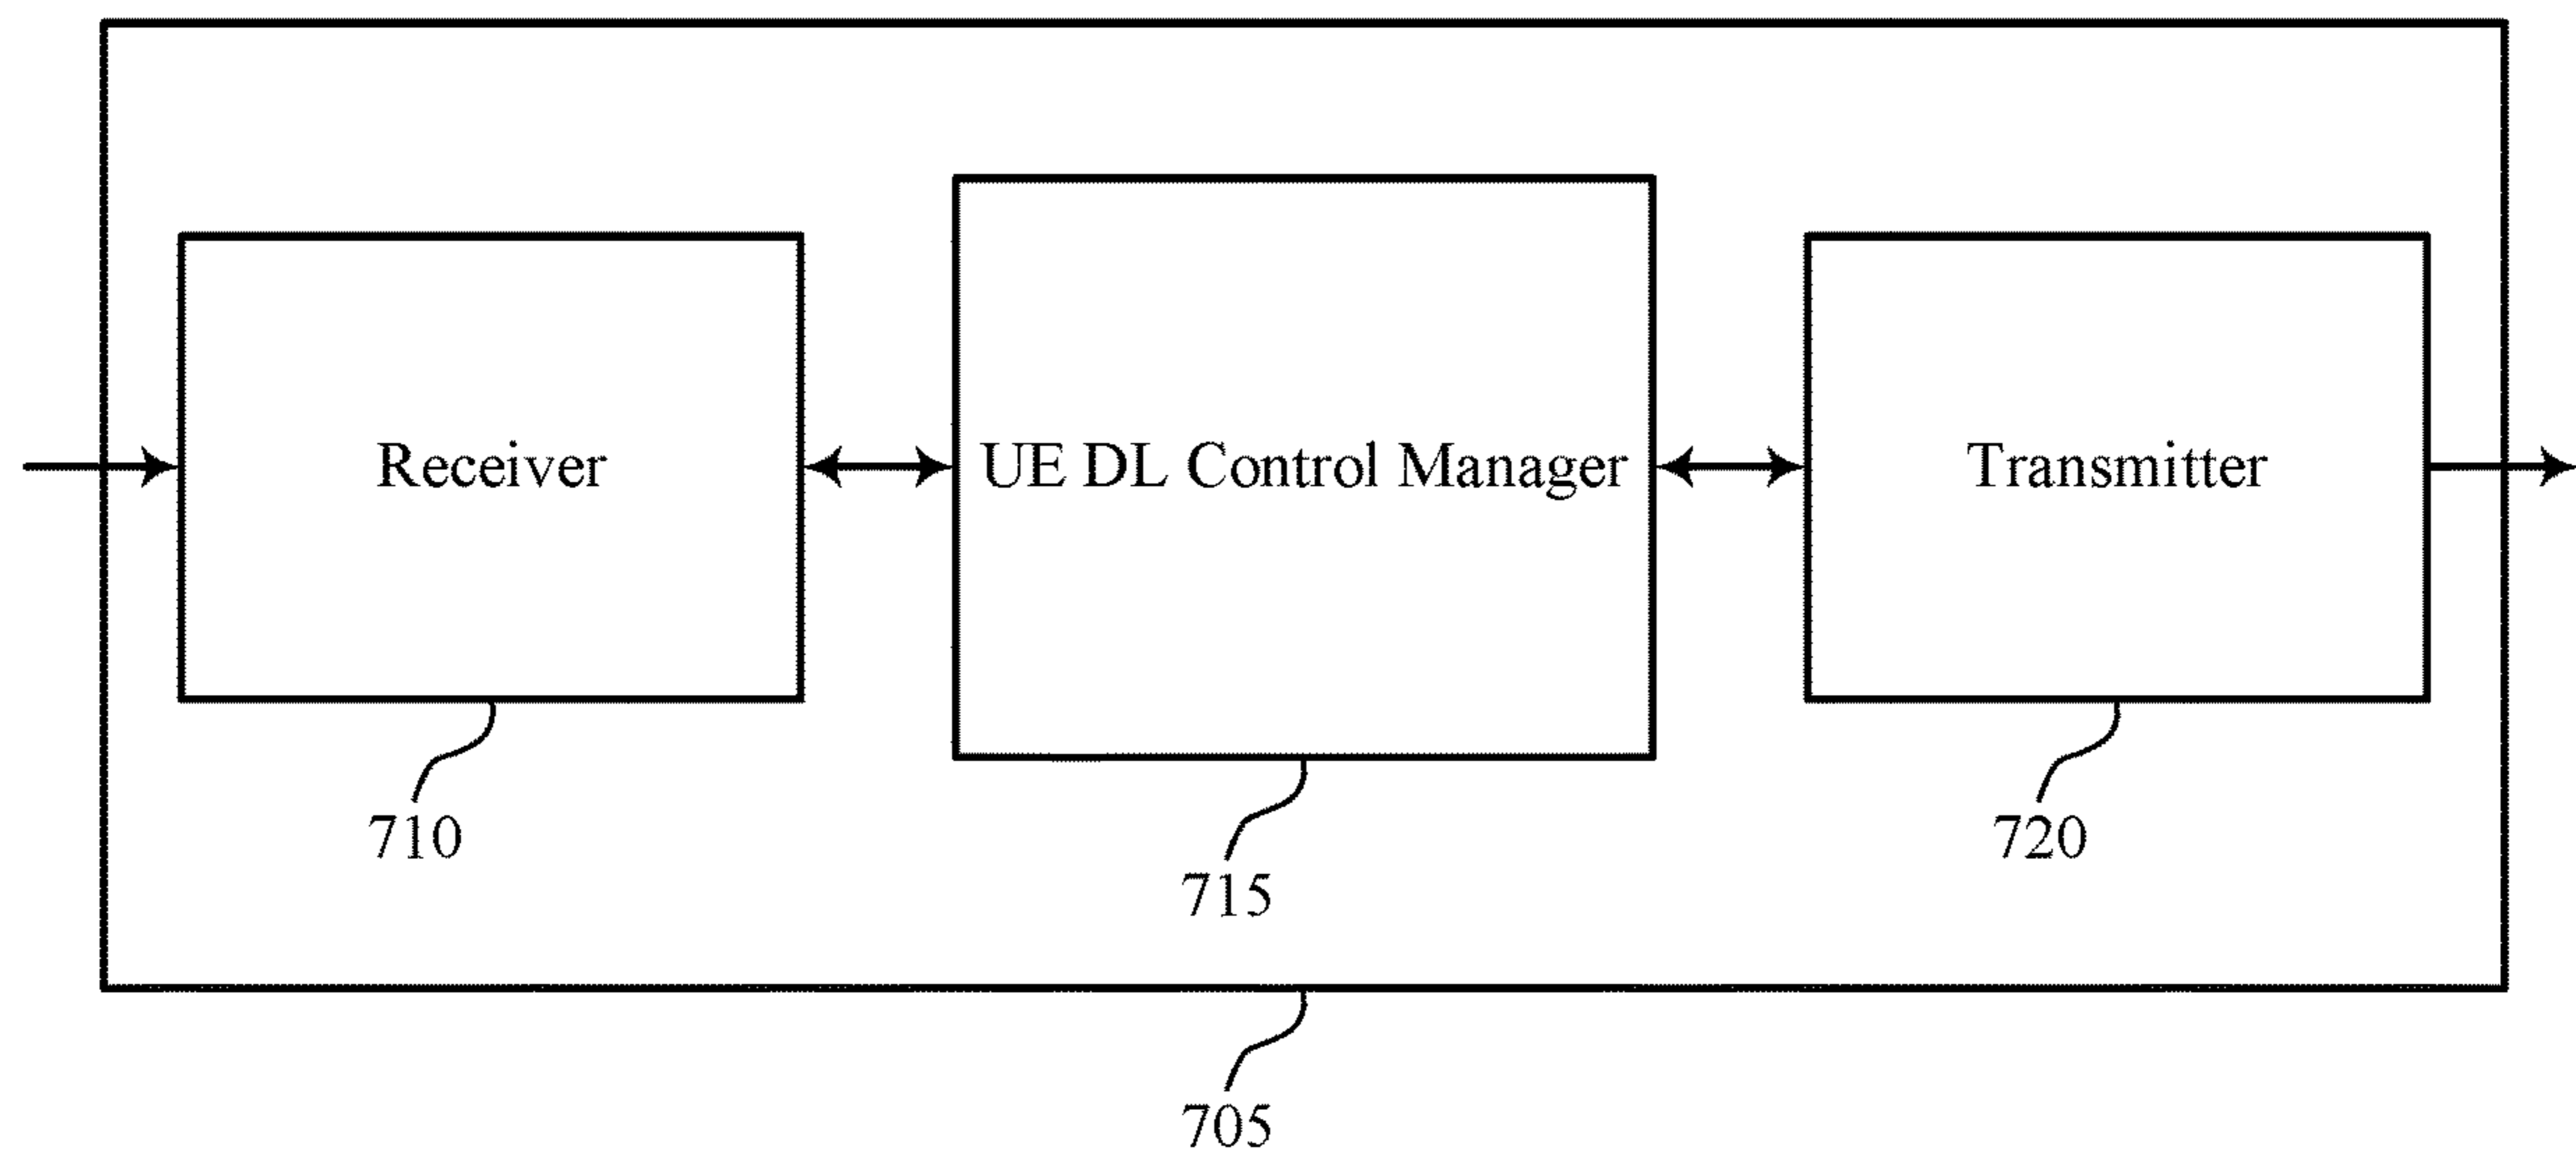 Receiver
UE DL Control Manager
Transmitter
710
715
720
705